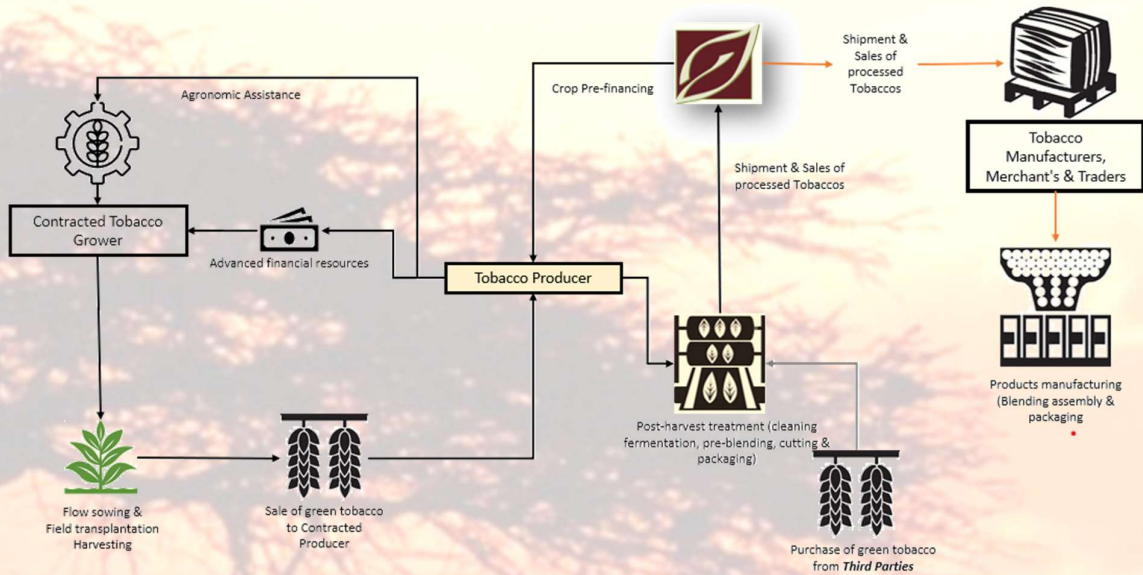 Agronomic Assistance
Crop Pre-financing
Shipment &
Sales of
processed
Tobaccos
Shipment & Sales of
processed Tobaccos
Tobacco
Manufacturers,
Merchant's & Traders
Contracted Tobacco
Grower
Advanced financial resources
Tobacco Producer
Products manufacturing
(Blending assembly &
packaging
Post-harvest treatment (cleaning
fermentation, pre-blending, cutting &
packaging)
Flow sowing &
Field transplantation
Harvesting
Sale of green tobacco
to Contracted
Producer
Purchase of green tobacco
from Third Parties